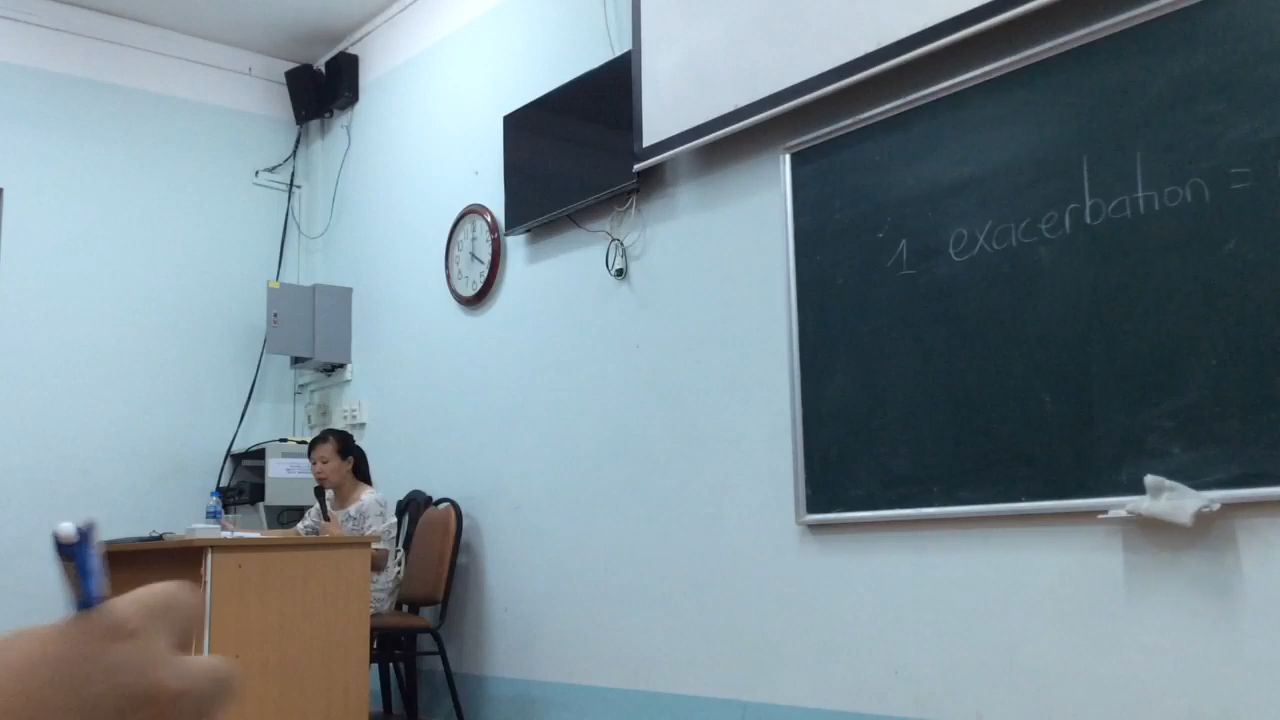 1 exacerbation =